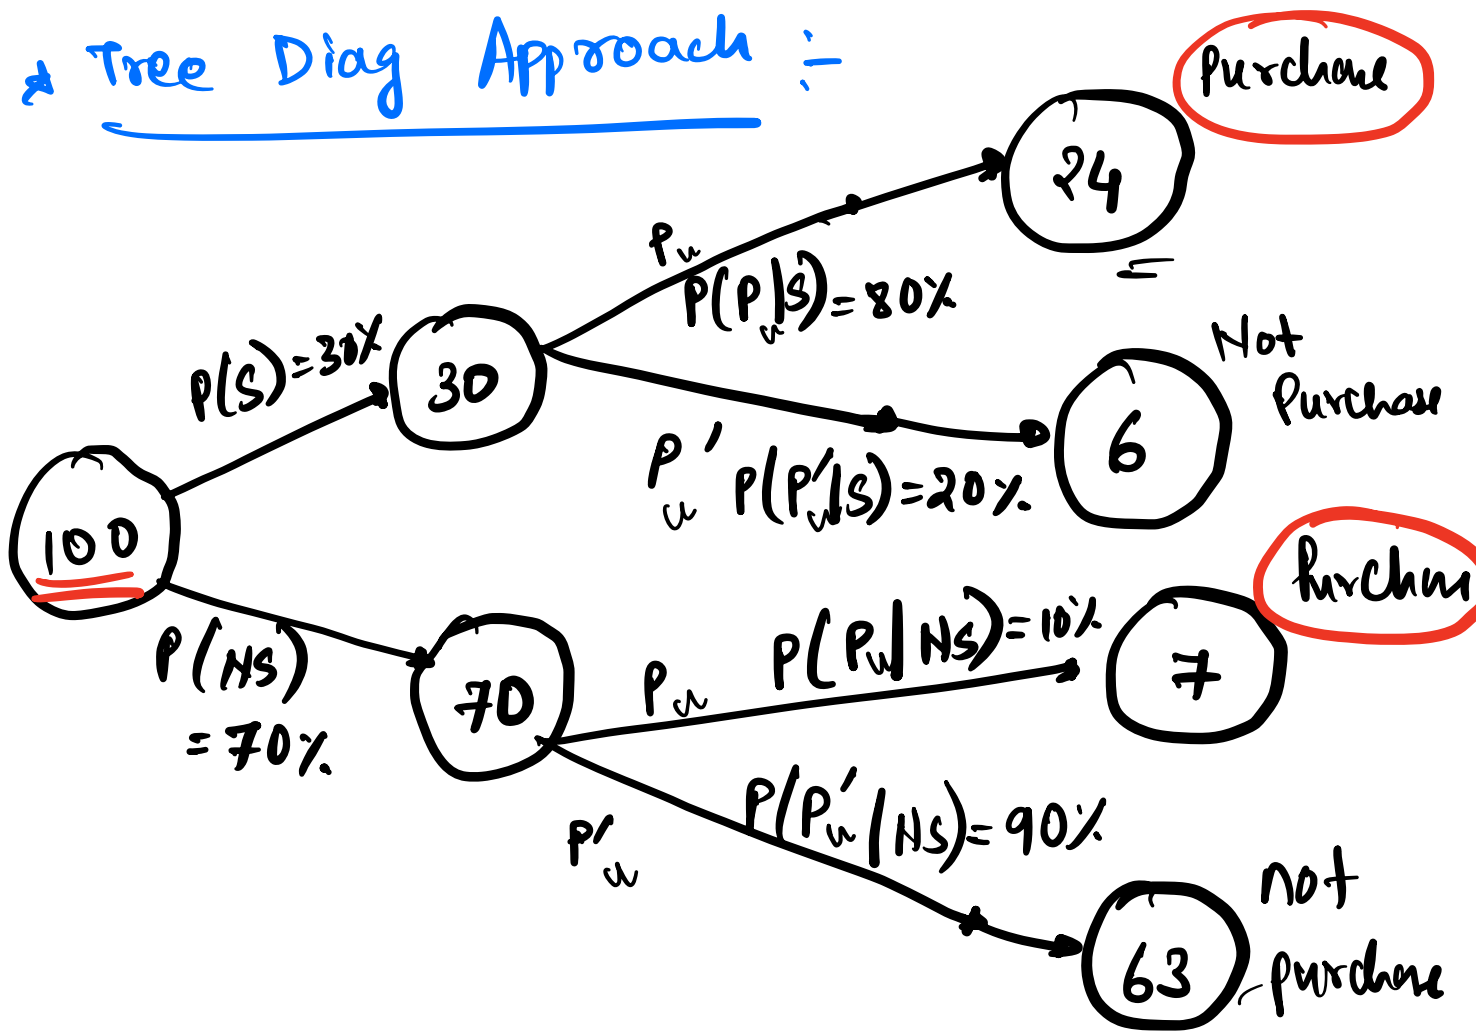 * Tree Diag Approach :-
Purchase
24
Pu
P(Pu|S) = 80%
P(S) = 30%
30
Not
Purchase
6
Pu'
P(Pu'|S) = 20%
100
Purchase
P(NS)
= 70%
70
Pu
P(Pu|NS) = 10%
7
Pu'
P(Pu'|NS) = 90%
not
purchase
63